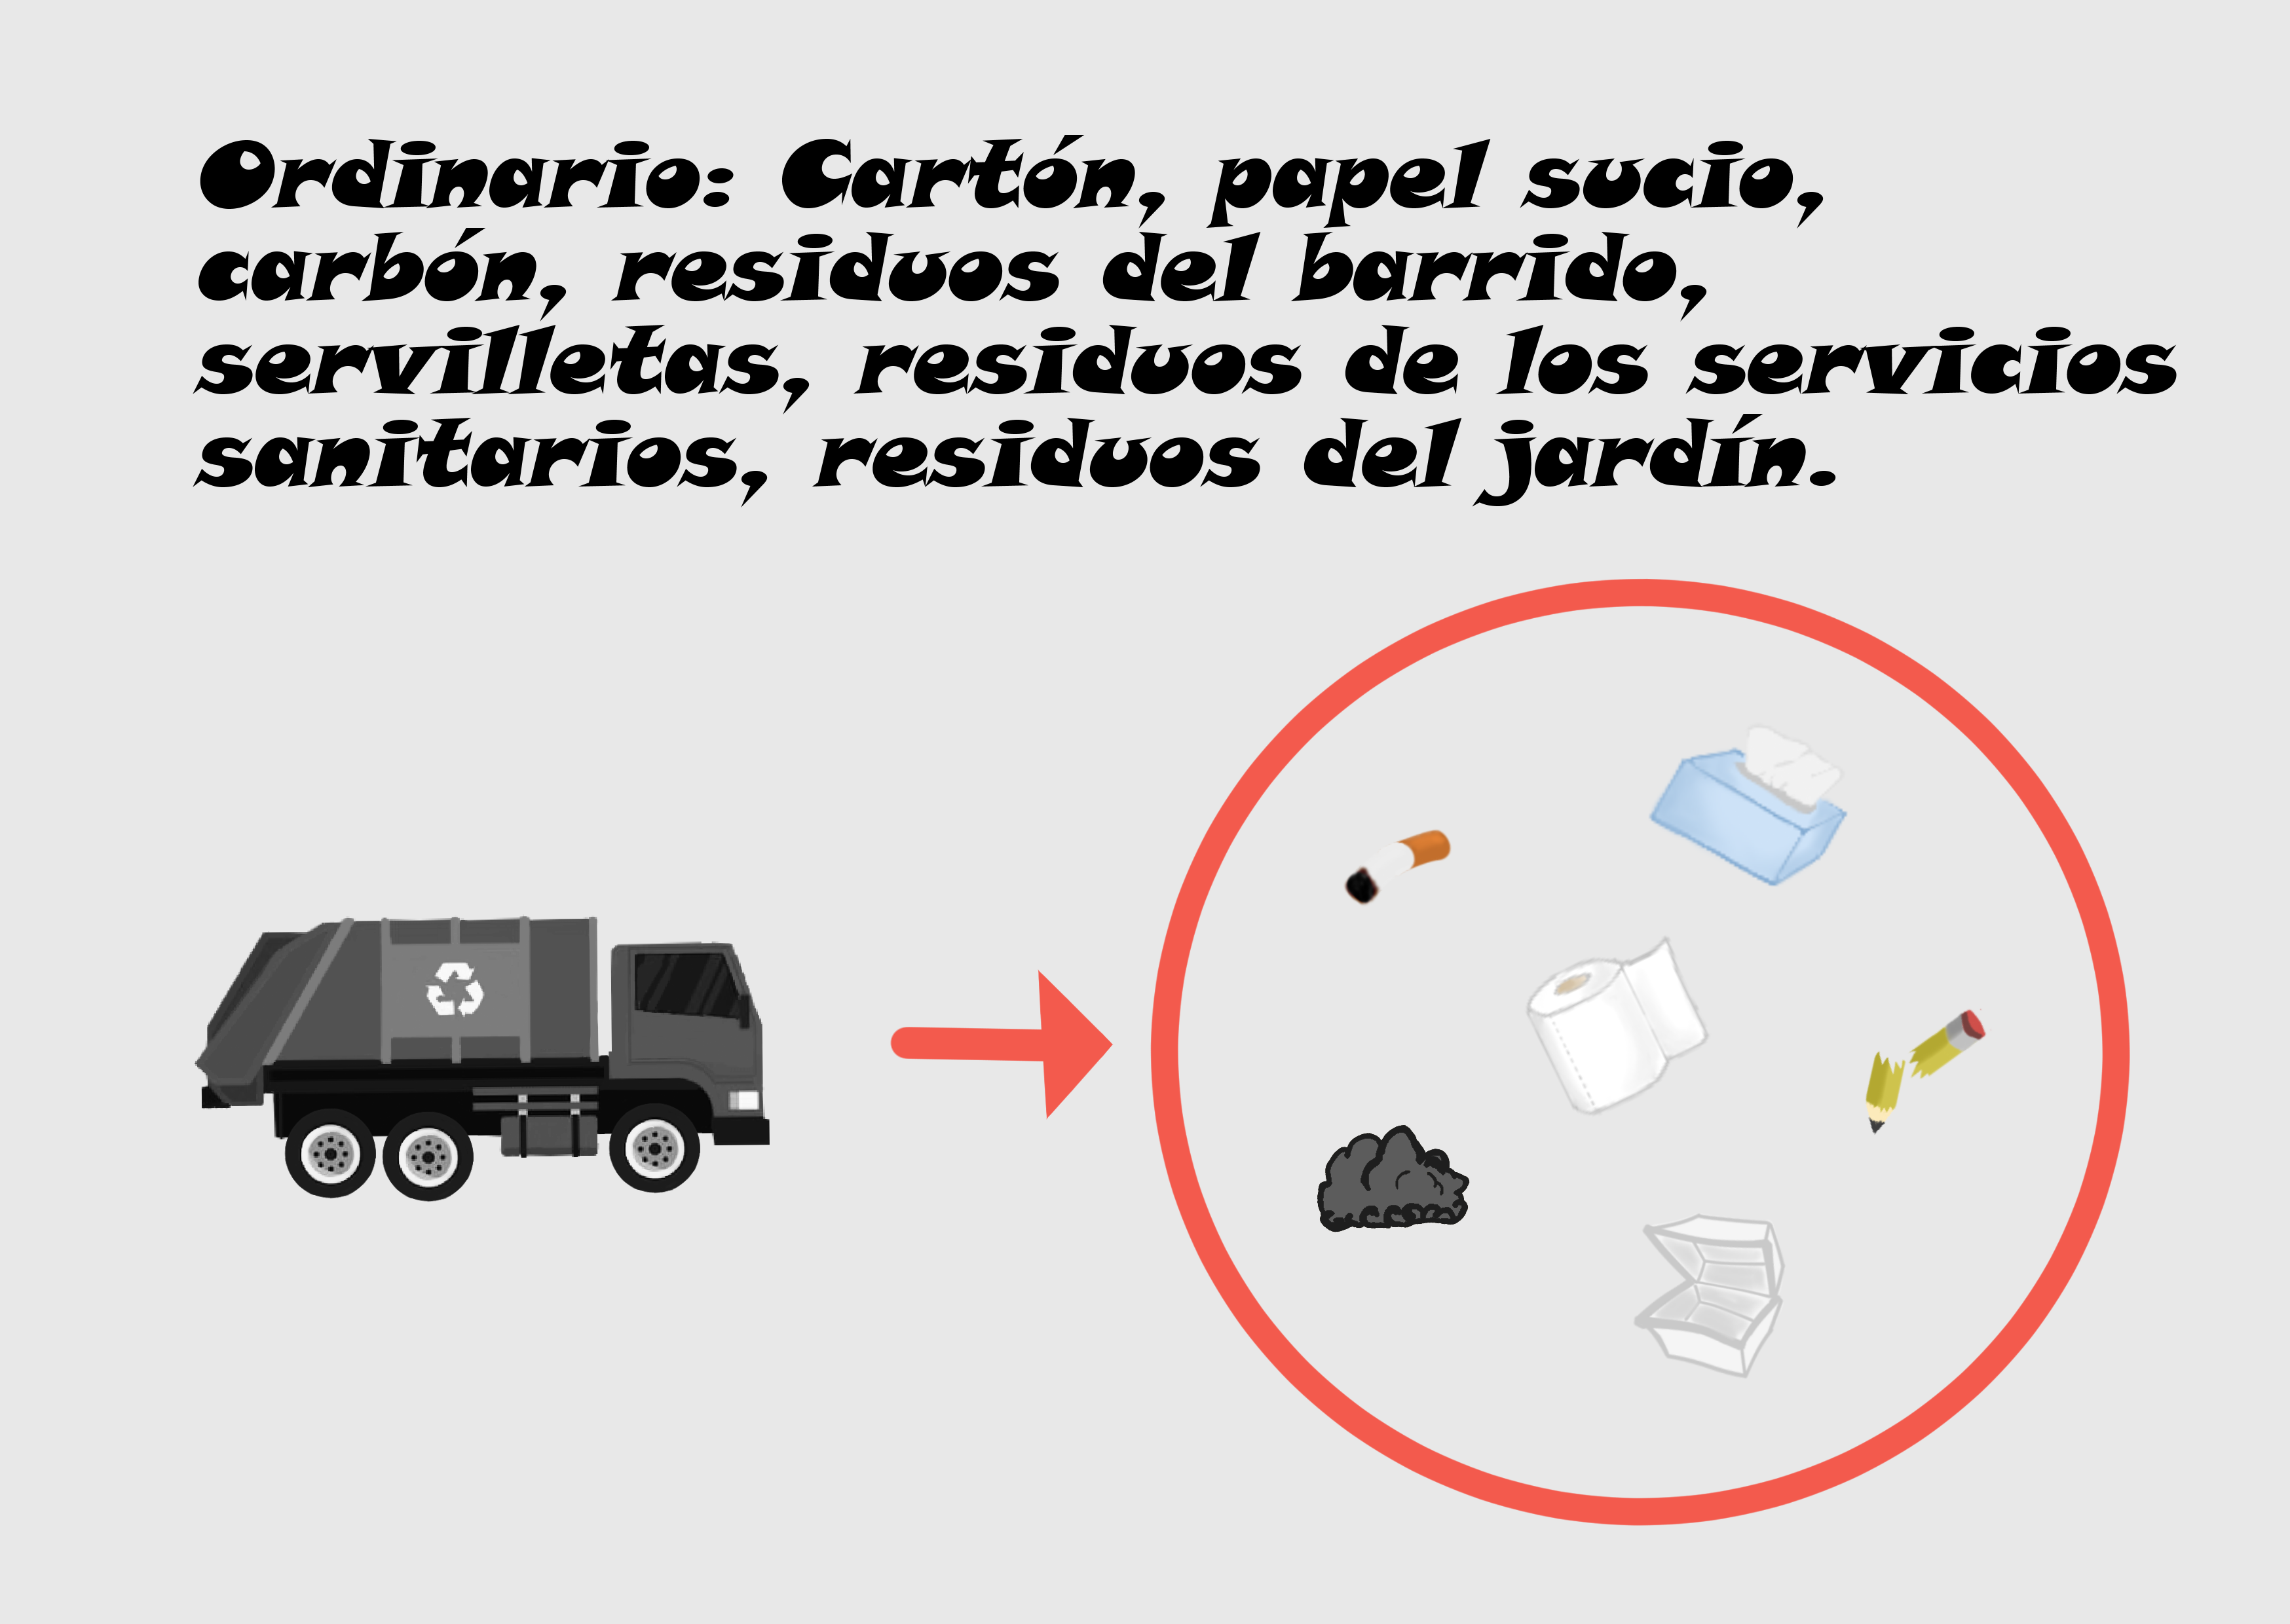 Ordinario: Cartón, papel sucio,
carbón, residuos del barrido,
servilletas, residuos de los servicios
sanitarios, residuos del jardín.